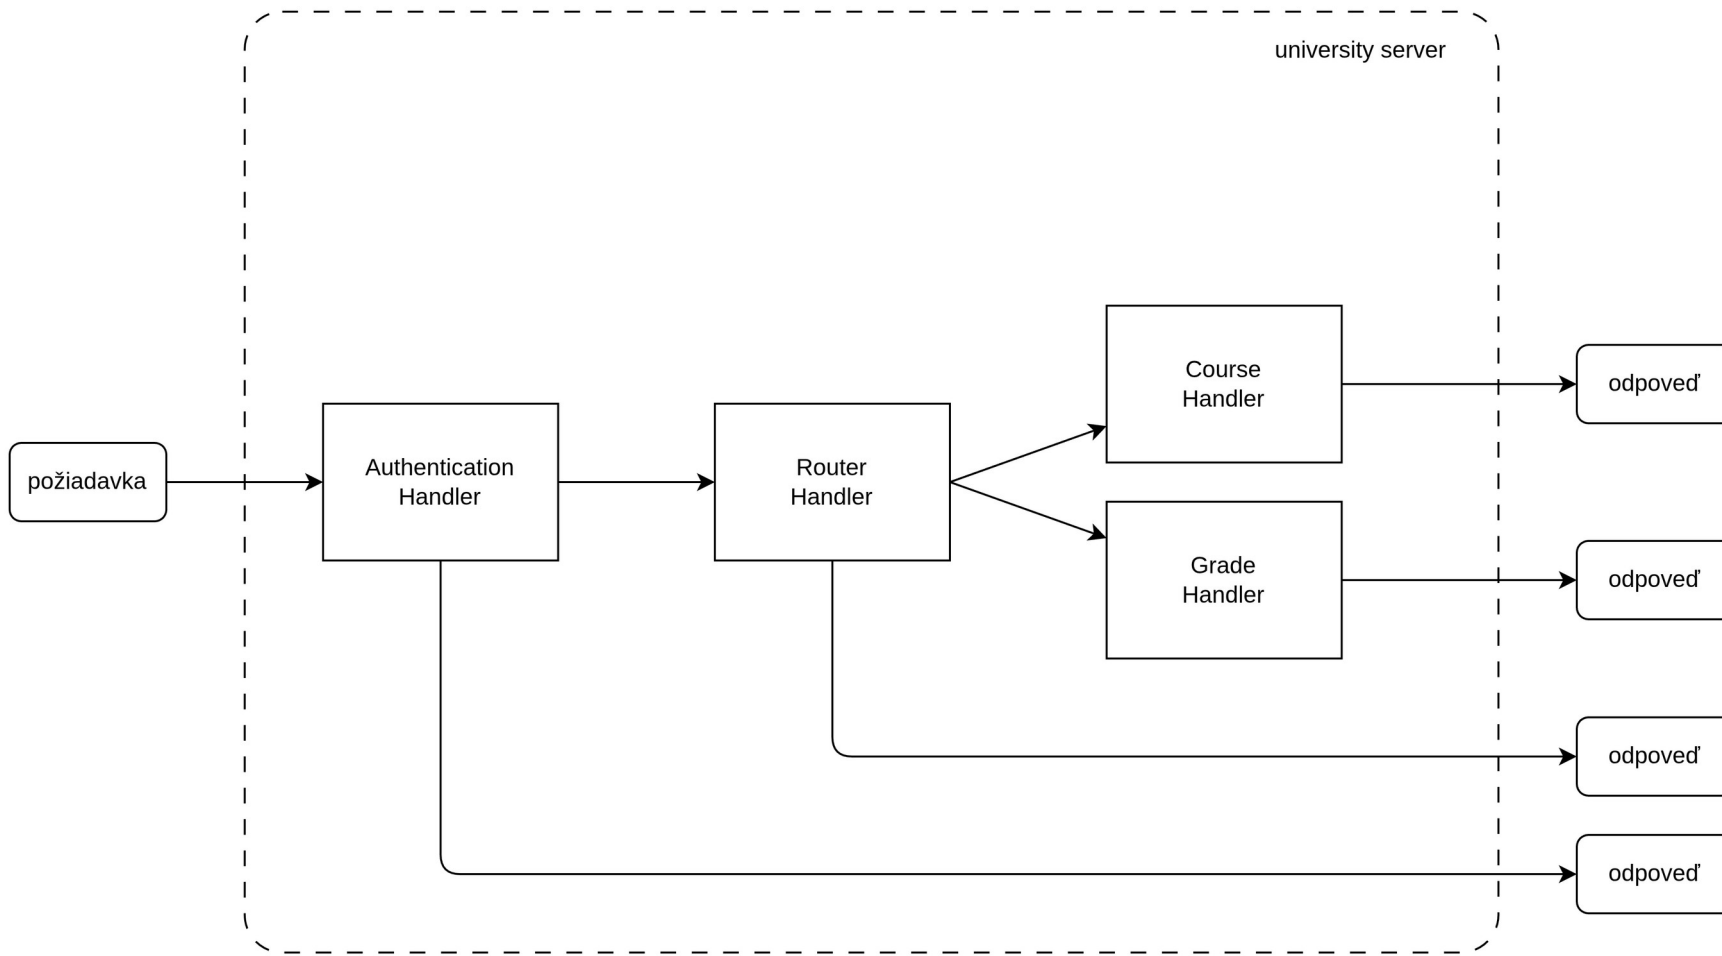 university server
požiadavka
Authentication
Handler
Router
Handler
Course
Handler
Grade
Handler
odpoveď
odpoveď
odpoveď
odpoveď